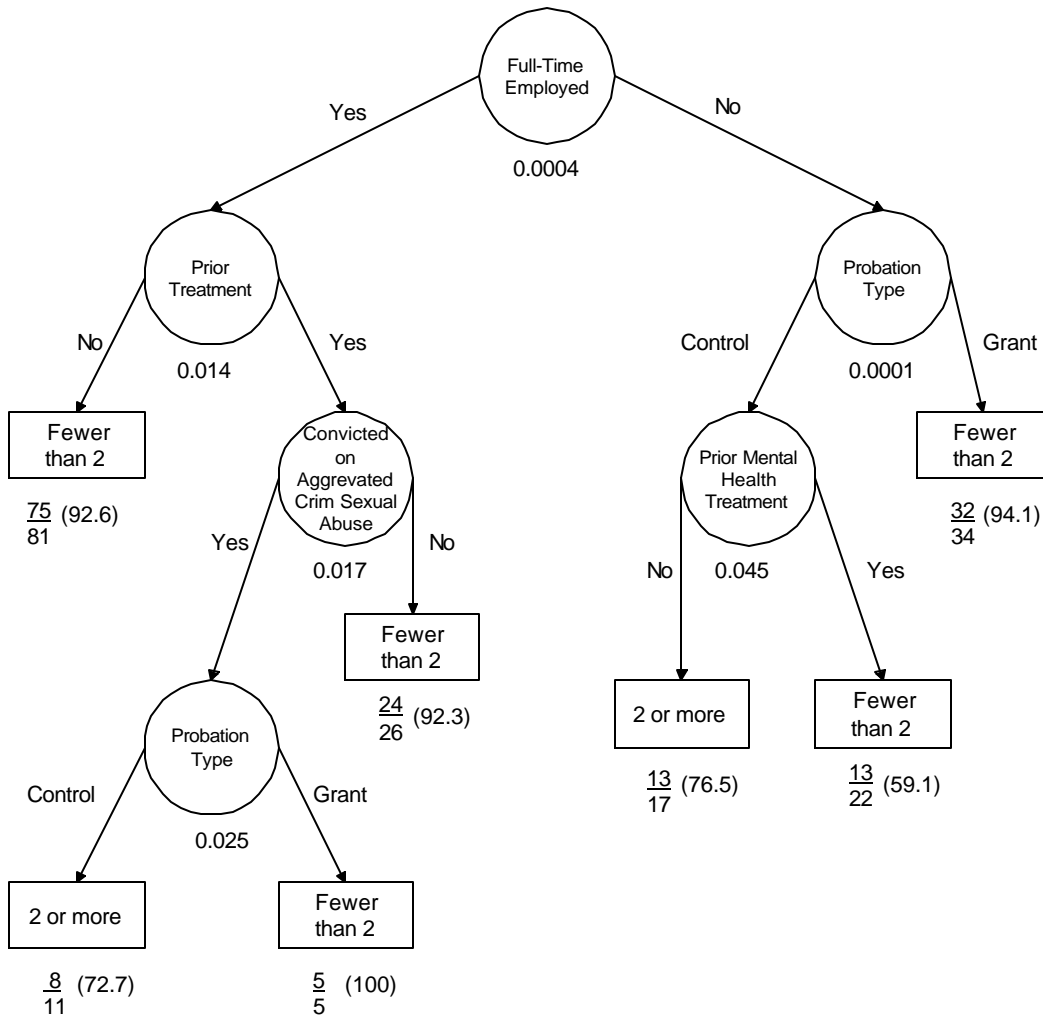 Full-Time
Employed
Yes
No
0.0004
Prior
Treatment
Probation
Type
No
Yes
Control
Grant
0.014
0.0001
Fewer
than 2
Convicted
on
Aggrevated
Crim Sexual
Abuse
Prior Mental
Health
Treatment
Fewer
than 2
75
81
(92.6)
32
34
(94.1)
Yes
No
0.017
No
Yes
0.045
Fewer
than 2
24
26
(92.3)
Probation
Type
2 or more
Fewer
than 2
13
17
(76.5)
13
22
(59.1)
Control
Grant
0.025
2 or more
Fewer
than 2
8
11
(72.7)
5
5
(100)